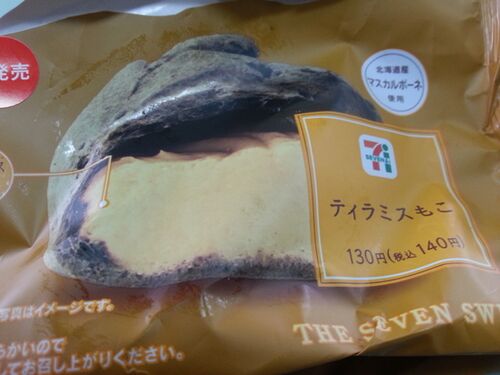 発売
北海道産
マスカルポーネ
使用
7
SEVEN
ティラミスもこ
130円(税込140円)
写真はイメージです。
THE SEVEN SW
らかいので
てお召し上がりください。